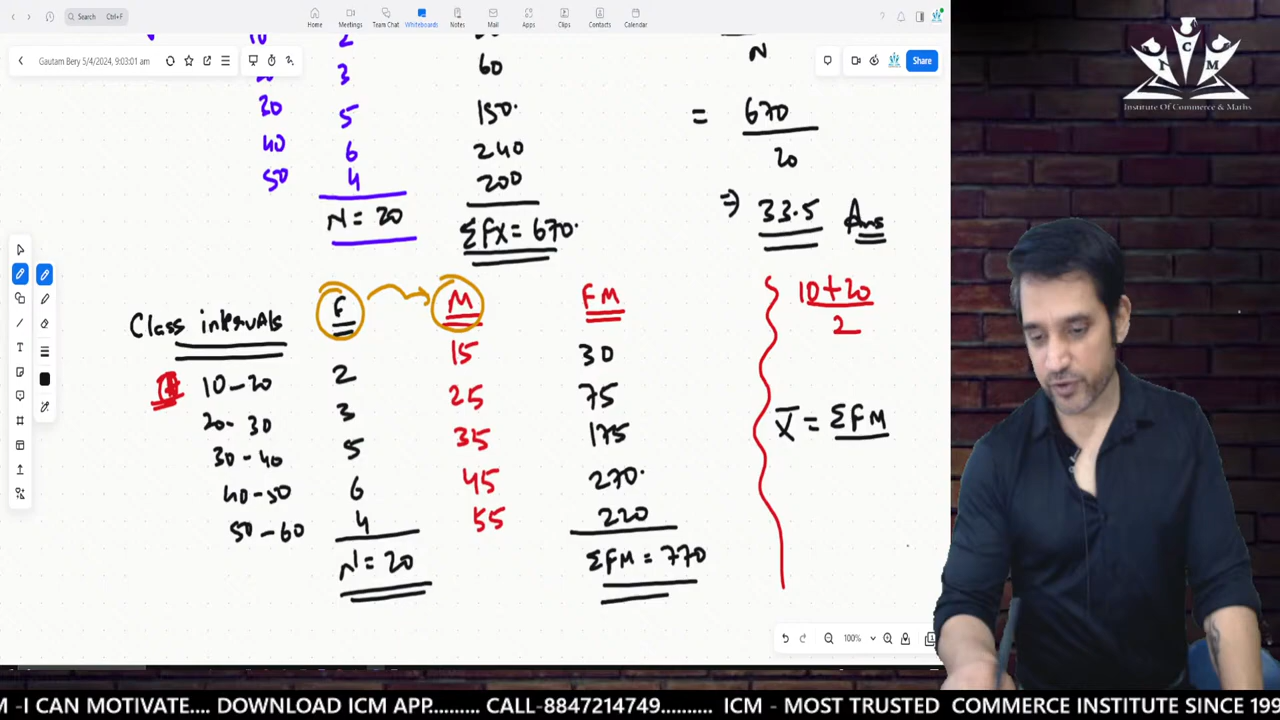 Search Ctrl+F
Home Meetings Team Chat Whiteboards Notes Mail Apps Clips Contacts Calendar
Gautam Bery 5/4/2024, 9:03:01 am
Share
I C M
Institute Of Commerce & Maths
10 2
3 60
30 5 150
40 6 240
50 4 200
N = 20 ΣFX = 670
N
= 670
20
⇒ 33.5 Ans
Class intervals F M FM
10-20 2 15 30
20-30 3 25 75
30-40 5 35 175
40-50 6 45 270
50-60 4 55 220
N = 20 ΣFM = 770
10+20
2
X̅ = ΣFM
100%
M -I CAN MOTIVATE.... DOWNLOAD ICM APP......... CALL-8847214749.......... ICM - MOST TRUSTED COMMERCE INSTITUTE SINCE 199